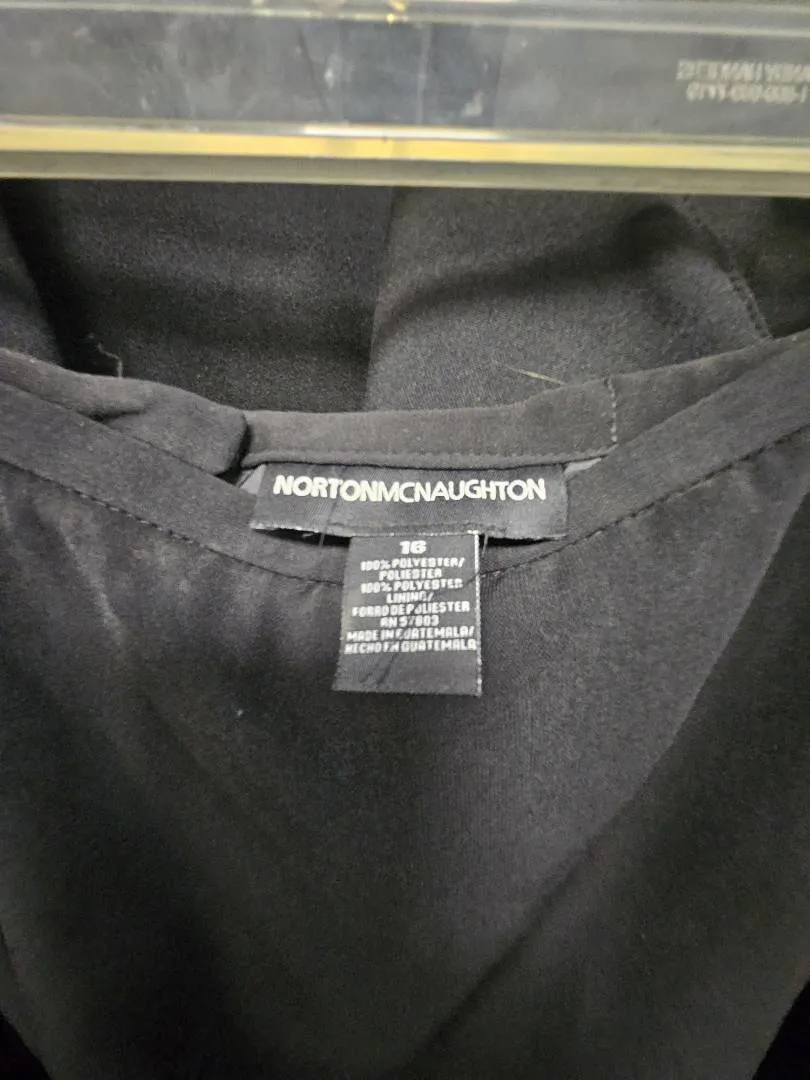 NORTONMCNAUGHTON
16
100% POLYESTER/
POLIESTER
100% POLYESTER
LINING/
FORRO DE POLIESTER
RN 57803
MADE IN GUATEMALA/
HECHO EN GUATEMALA